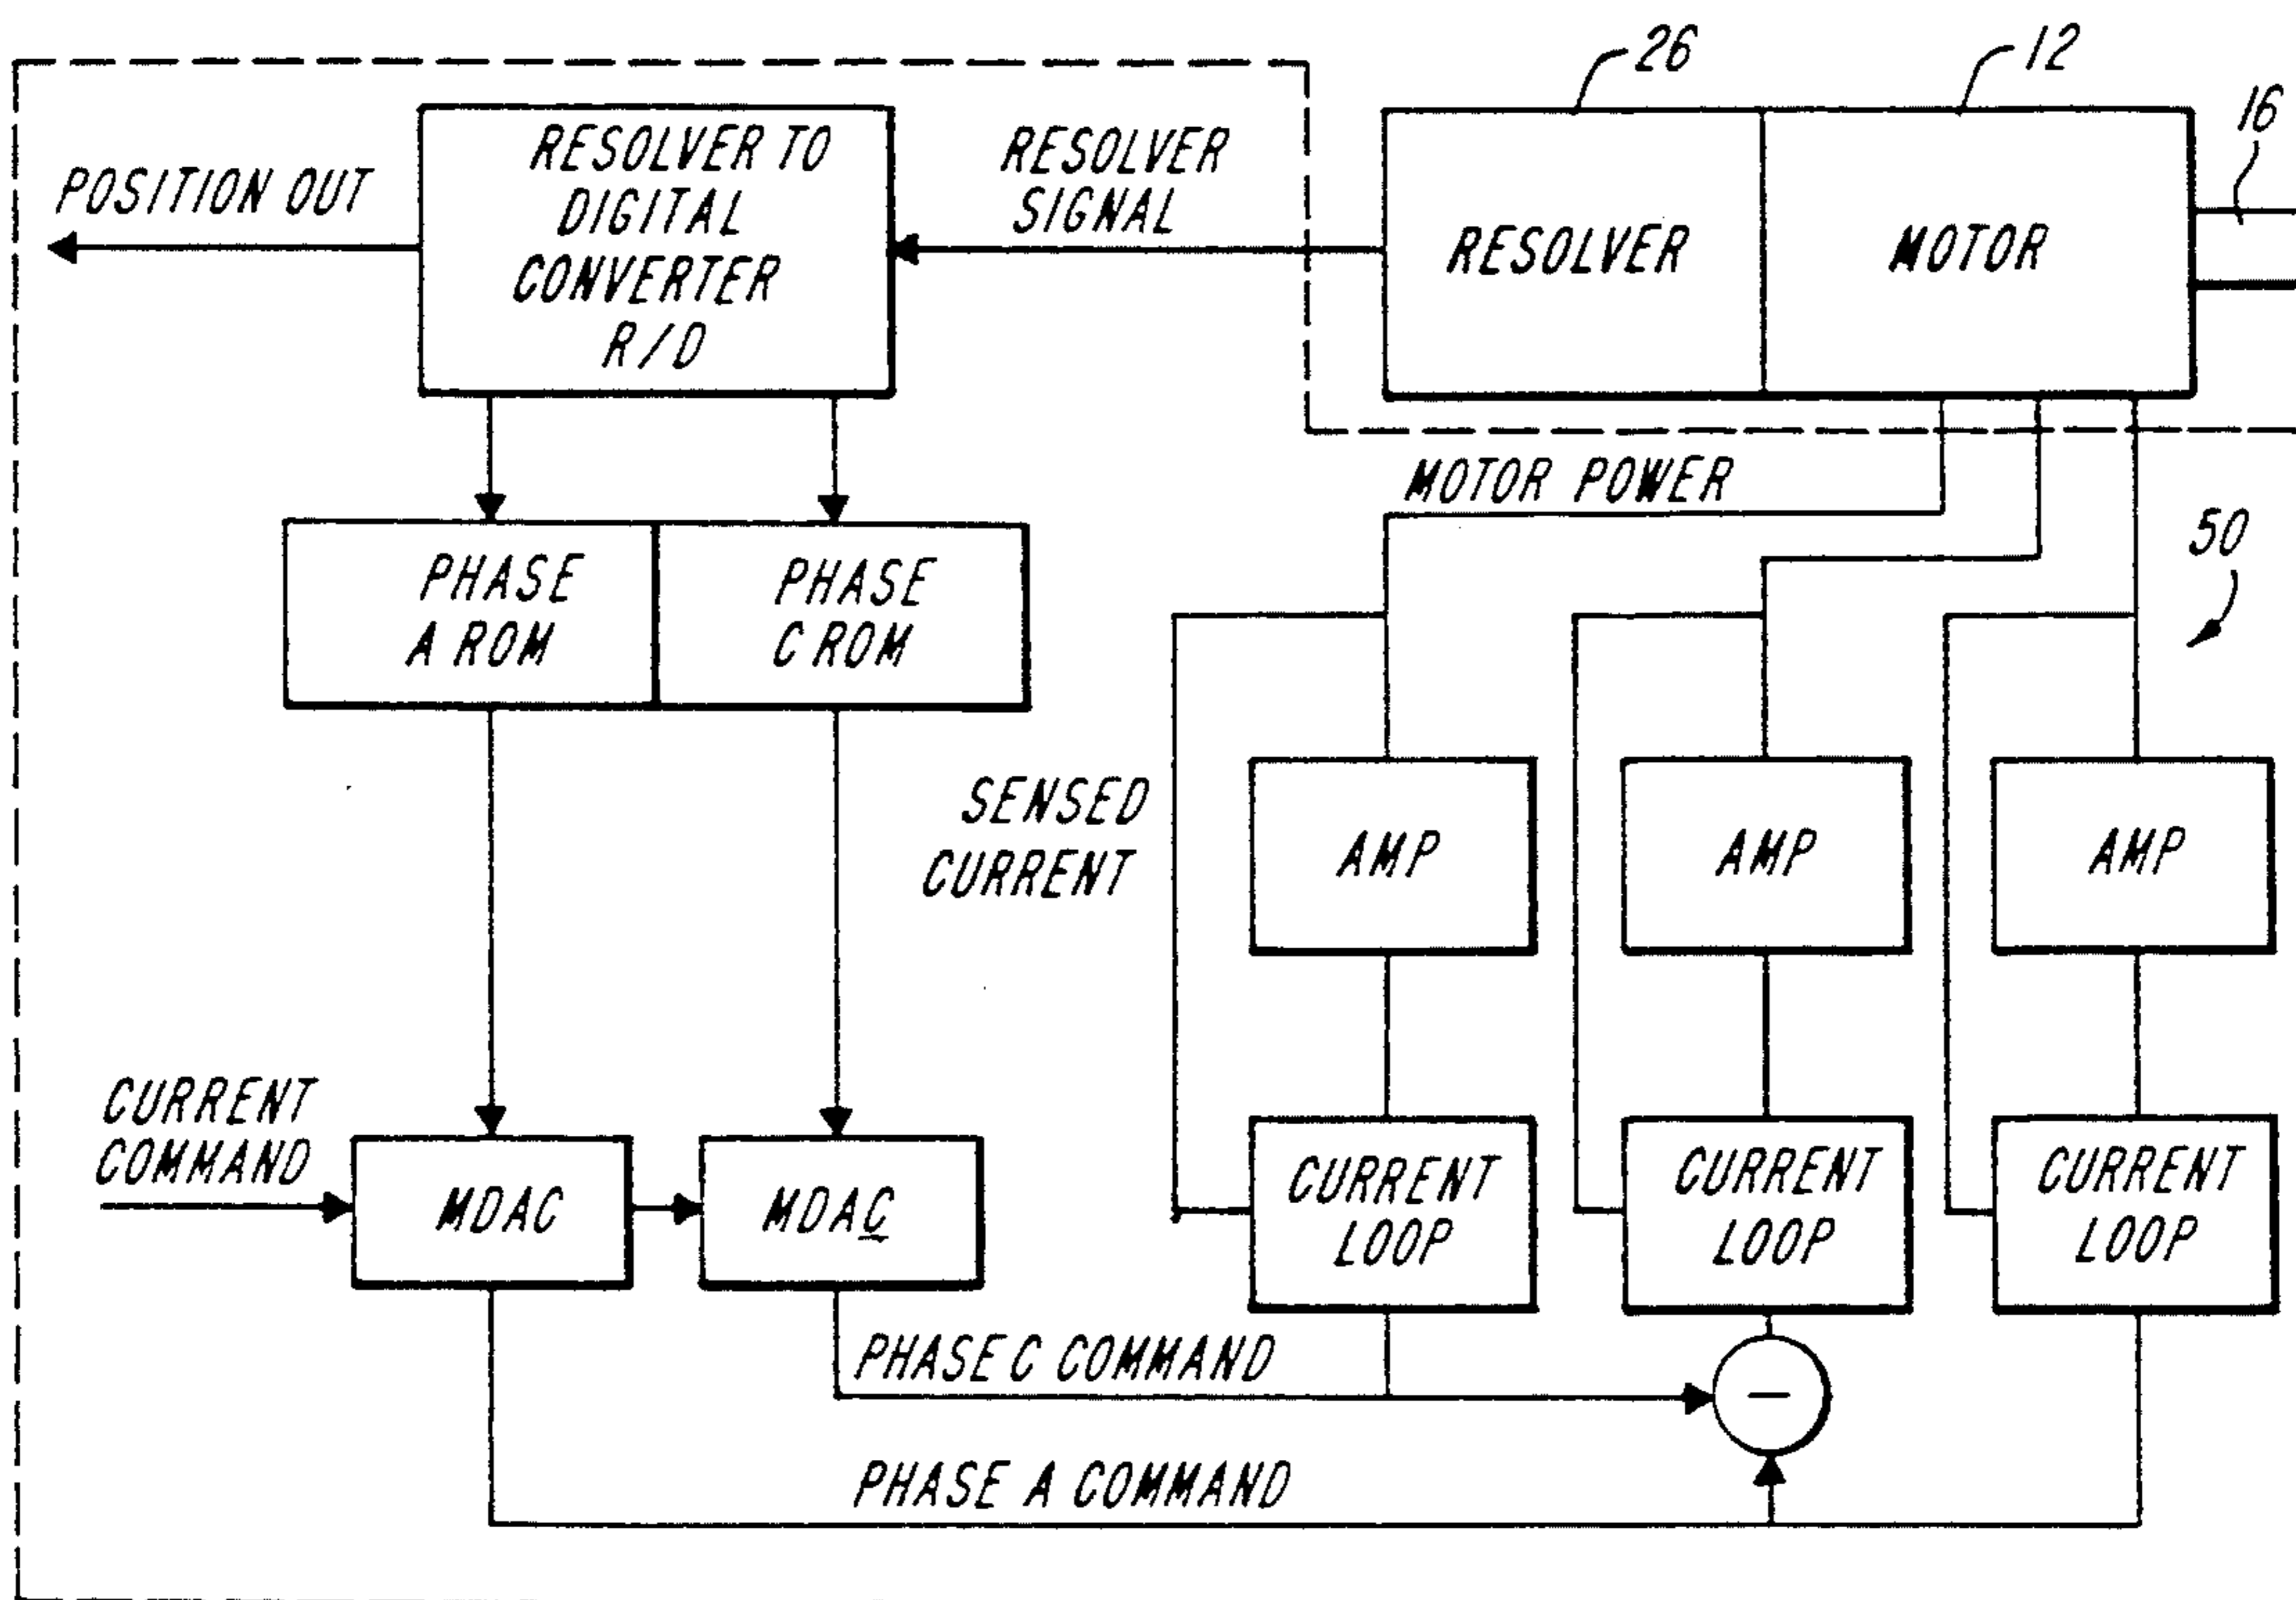 26
12
16
RESOLVER TO
DIGITAL
CONVERTER
R/D
RESOLVER
SIGNAL
POSITION OUT
RESOLVER
MOTOR
MOTOR POWER
50
PHASE
A ROM
PHASE
C ROM
SENSED
CURRENT
AMP
AMP
AMP
CURRENT
COMMAND
MDAC
MDAC
CURRENT
LOOP
CURRENT
LOOP
CURRENT
LOOP
PHASE C COMMAND
−
PHASE A COMMAND